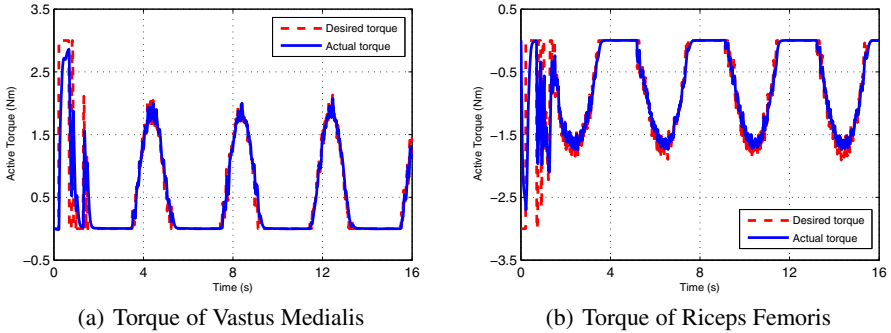 3.5
2.5
1.5
0.5
−0.5
0 4 8 12 16
Active Torque (Nm)
Time (s)
Desired torque
Actual torque
(a) Torque of Vastus Medialis
0.5
−0.5
−1.5
−2.5
−3.5
0 4 8 12 16
Active Torque (Nm)
Time (s)
Desired torque
Actual torque
(b) Torque of Riceps Femoris